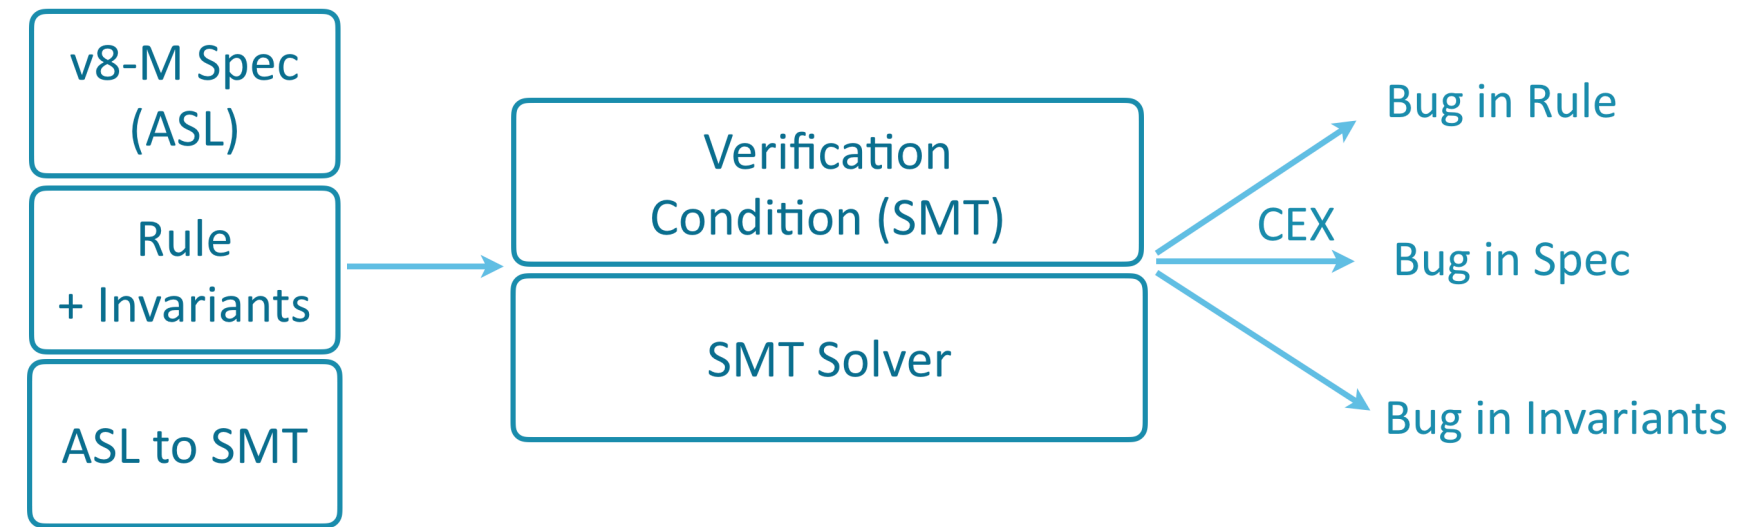 v8-M Spec
(ASL)
Rule
+ Invariants
ASL to SMT
Verification
Condition (SMT)
SMT Solver
CEX
Bug in Rule
Bug in Spec
Bug in Invariants